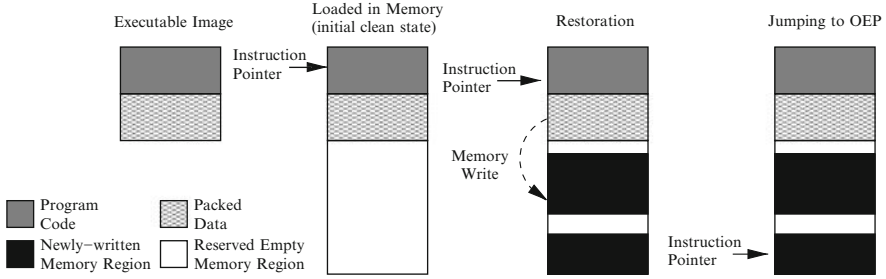 Executable Image
Loaded in Memory
(initial clean state)
Restoration
Jumping to OEP
Instruction
Pointer
Instruction
Pointer
Memory
Write
Program
Code
Packed
Data
Newly−written
Memory Region
Reserved Empty
Memory Region
Instruction
Pointer